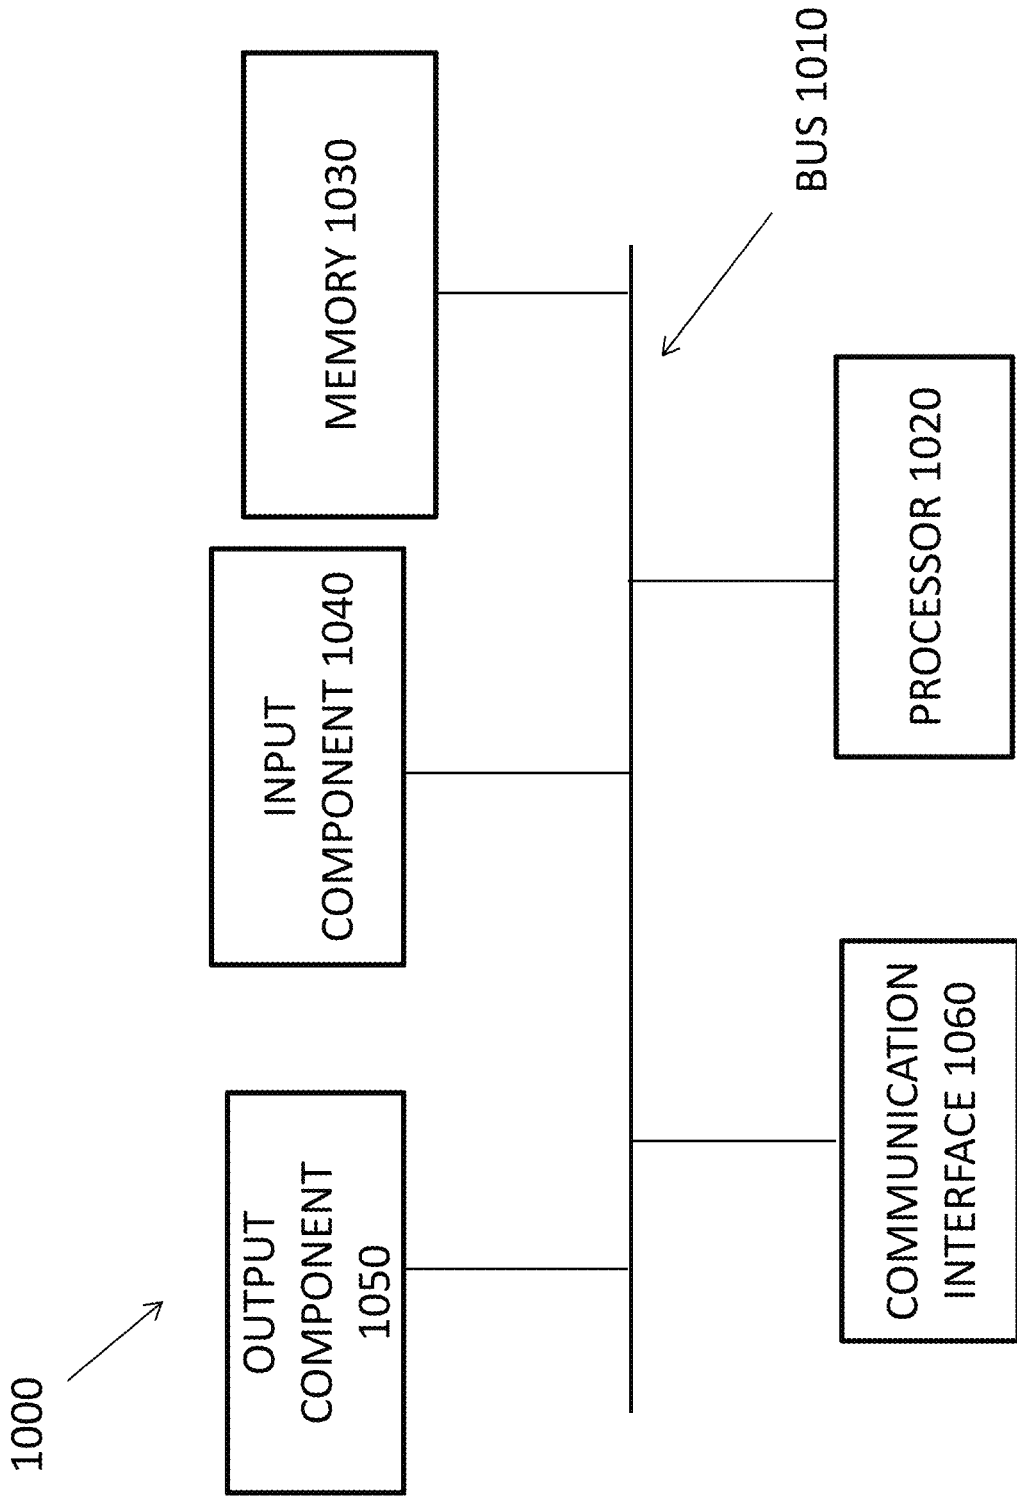 1000
OUTPUT
COMPONENT
1050
INPUT
COMPONENT 1040
MEMORY 1030
BUS 1010
COMMUNICATION
INTERFACE 1060
PROCESSOR 1020